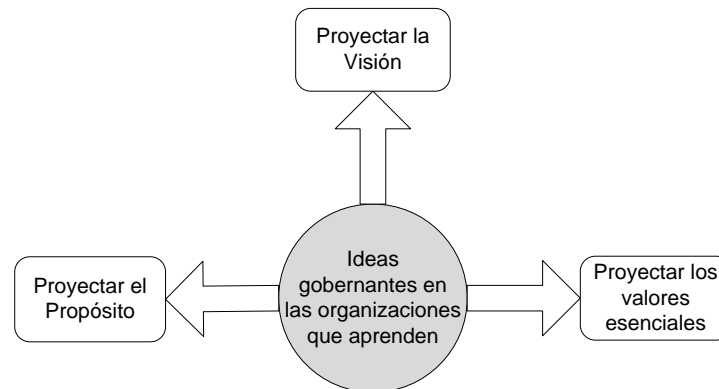 Proyectar la
Visión
Ideas
gobernantes en
las organizaciones
que aprenden
Proyectar el
Propósito
Proyectar los
valores
esenciales